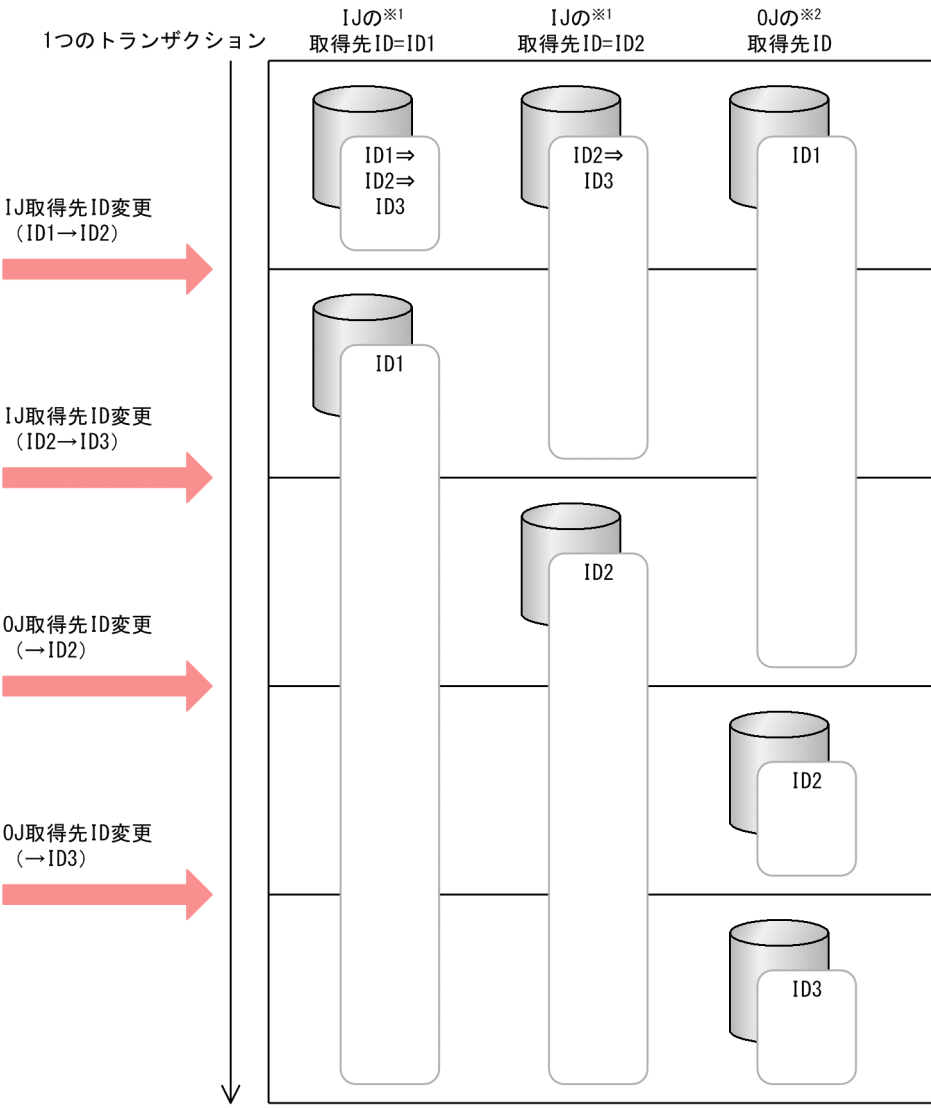 1つのトランザクション
IJの※1
取得先ID=ID1
IJの※1
取得先ID=ID2
OJの※2
取得先ID
ID1⇒
ID2⇒
ID3
ID2⇒
ID3
ID1
IJ取得先ID変更
（ID1→ID2）
ID1
IJ取得先ID変更
（ID2→ID3）
ID2
OJ取得先ID変更
（→ID2）
ID2
OJ取得先ID変更
（→ID3）
ID3